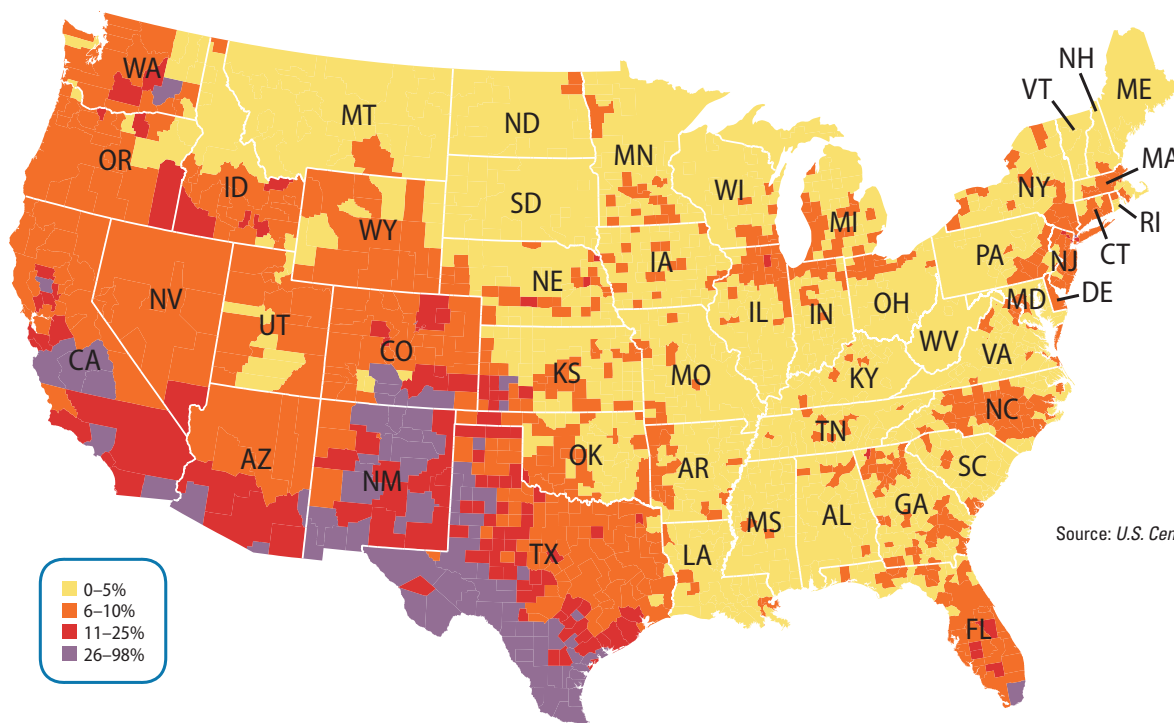 WA
MT
ND
OR
ID
WY
SD
MN
WI
MI
NH
VT
ME
MA
NY
RI
CT
NV
UT
CO
NE
IA
IL
IN
OH
PA
NJ
DE
MD
WV
VA
CA
KS
MO
KY
AZ
NM
OK
AR
TN
NC
SC
TX
LA
MS
AL
GA
FL
Source: U.S. Cen
0–5%
6–10%
11–25%
26–98%